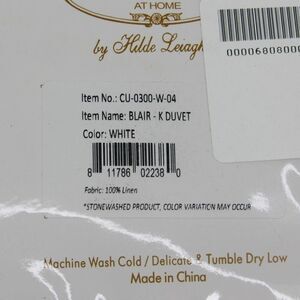 AT HOME
by Hilde Leiagh
0000680800
Item No.: CU-0300-W-04
Item Name: BLAIR - K DUVET
Color: WHITE
8 11786 02238 0
Fabric: 100% Linen
*STONEWASHED PRODUCT, COLOR VARIATION MAY OCCUR
Machine Wash Cold / Delicate & Tumble Dry Low
Made in China